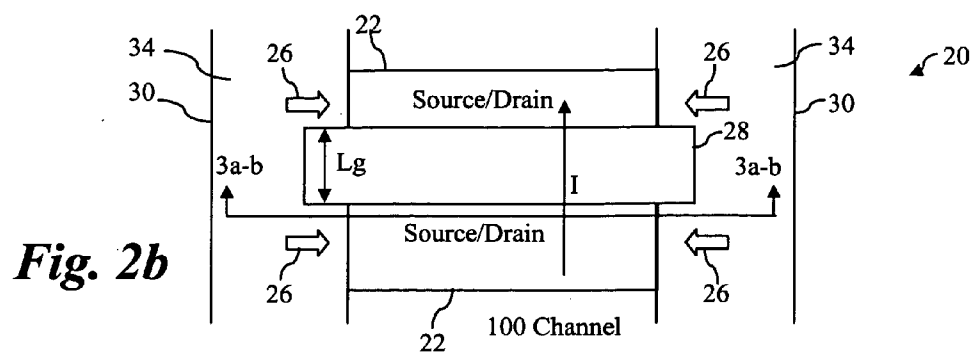 22
34
26
26
34
20
30
Source/Drain
30
28
3a-b
Lg
I
3a-b
Source/Drain
Fig. 2b
26
26
22
100 Channel